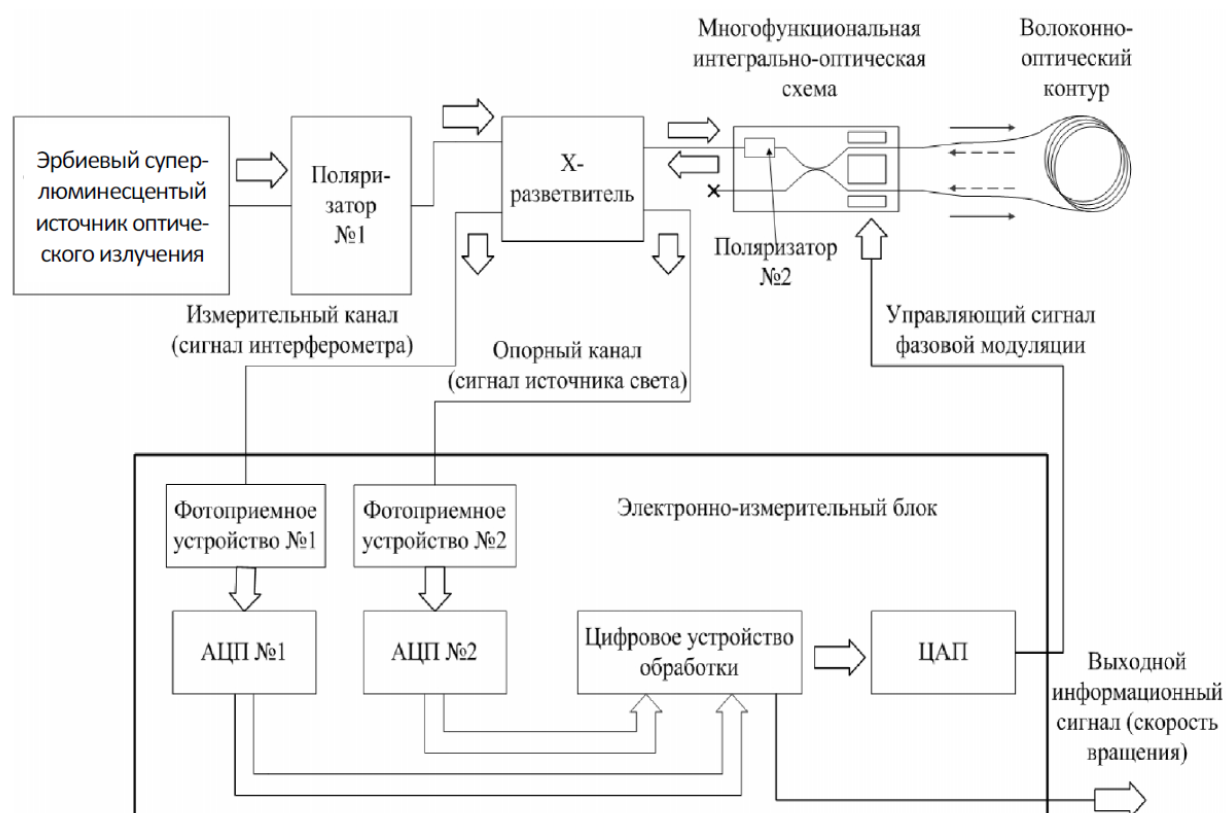 Многофункциональная
интегрально-оптическая
схема
Волоконно-
оптический
контур
Эрбиевый супер-
люминесцентый
источник оптиче-
ского излучения
Поляри-
затор
№1
X-
разветвитель
Поляризатор
№2
Измерительный канал
(сигнал интерферометра)
Опорный канал
(сигнал источника света)
Управляющий сигнал
фазовой модуляции
Фотоприемное
устройство №1
Фотоприемное
устройство №2
Электронно-измерительный блок
АЦП №1
АЦП №2
Цифровое устройство
обработки
ЦАП
Выходной
информационный
сигнал (скорость
вращения)